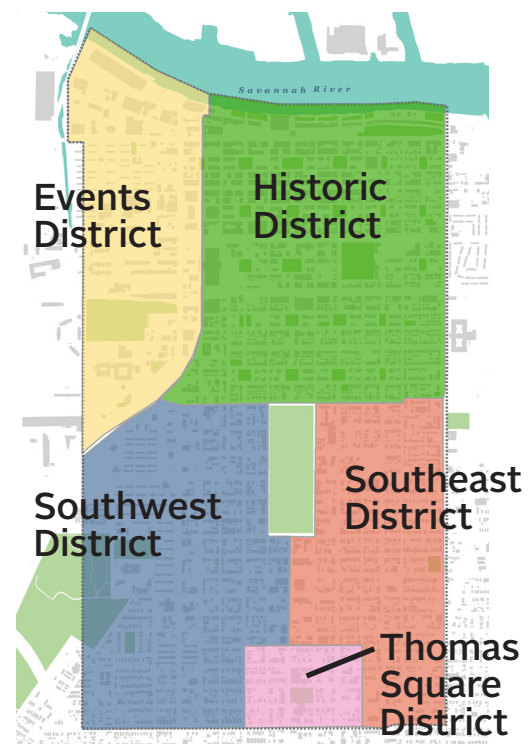 Savannah River
Events
District
Historic
District
Southwest
District
Southeast
District
Thomas
Square
District